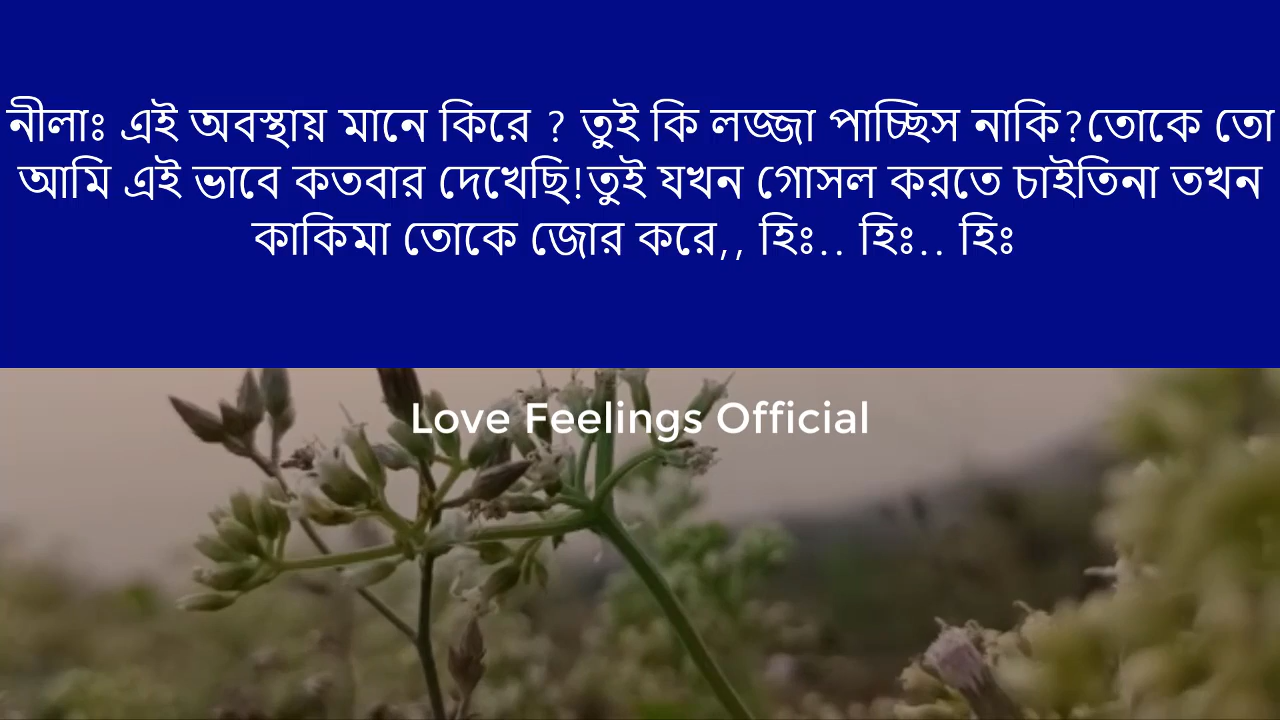 নীলাঃ এই অবস্থায় মানে কিরে ? তুই কি লজ্জা পাচ্ছিস নাকি?তোকে তো
আমি এই ভাবে কতবার দেখেছি!তুই যখন গোসল করতে চাইতিনা তখন
কাকিমা তোকে জোর করে,, হিঃ.. হিঃ.. হিঃ
Love Feelings Official